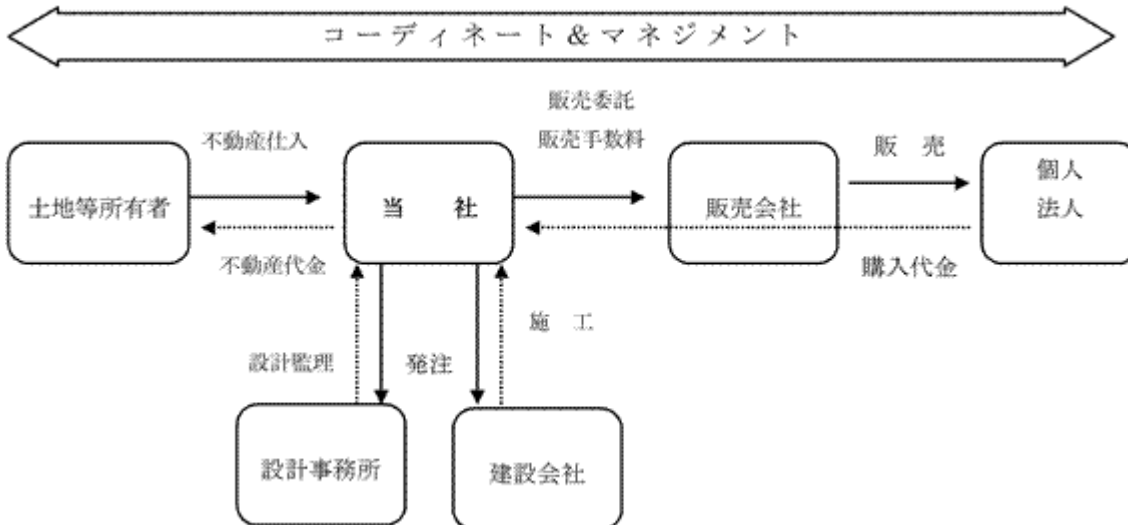 コーディネート&マネジメント
販売委託
不動産仕入
販売手数料
販　売
土地等所有者
当　　社
販売会社
個人
法人
不動産代金
購入代金
施　工
設計監理
発注
設計事務所
建設会社